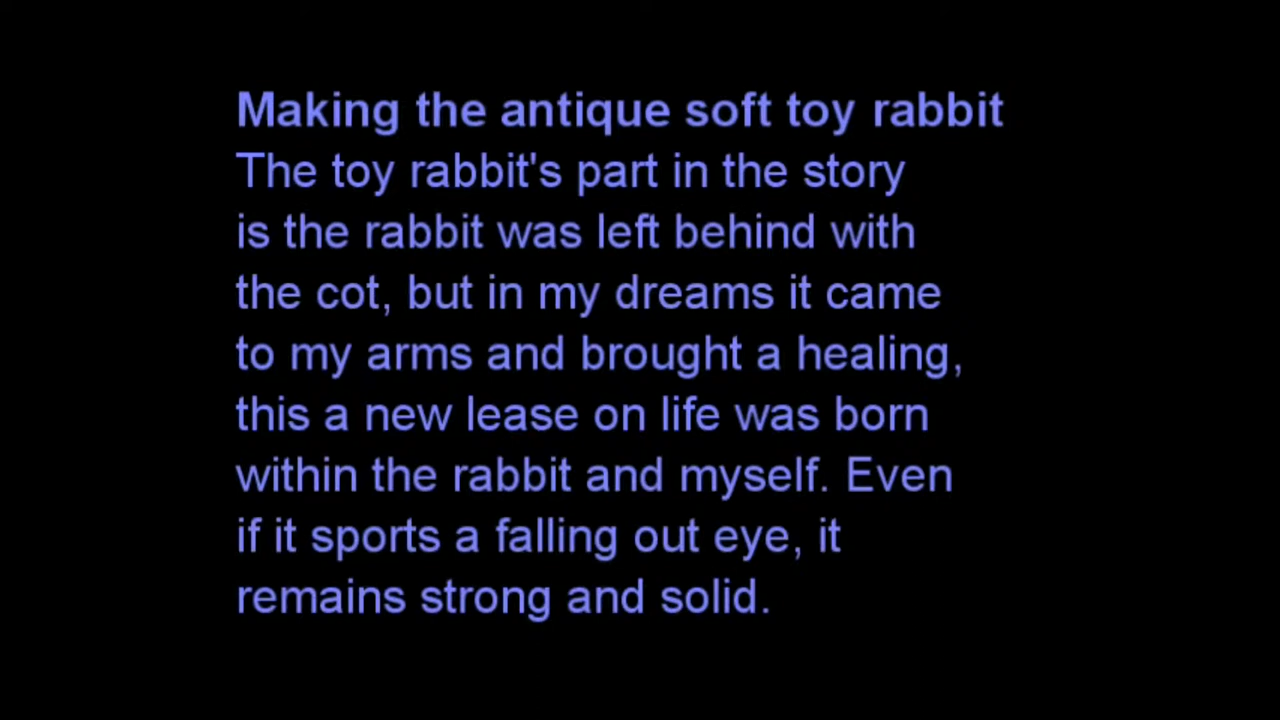 Making the antique soft toy rabbit
The toy rabbit's part in the story
is the rabbit was left behind with
the cot, but in my dreams it came
to my arms and brought a healing,
this a new lease on life was born
within the rabbit and myself. Even
if it sports a falling out eye, it
remains strong and solid.